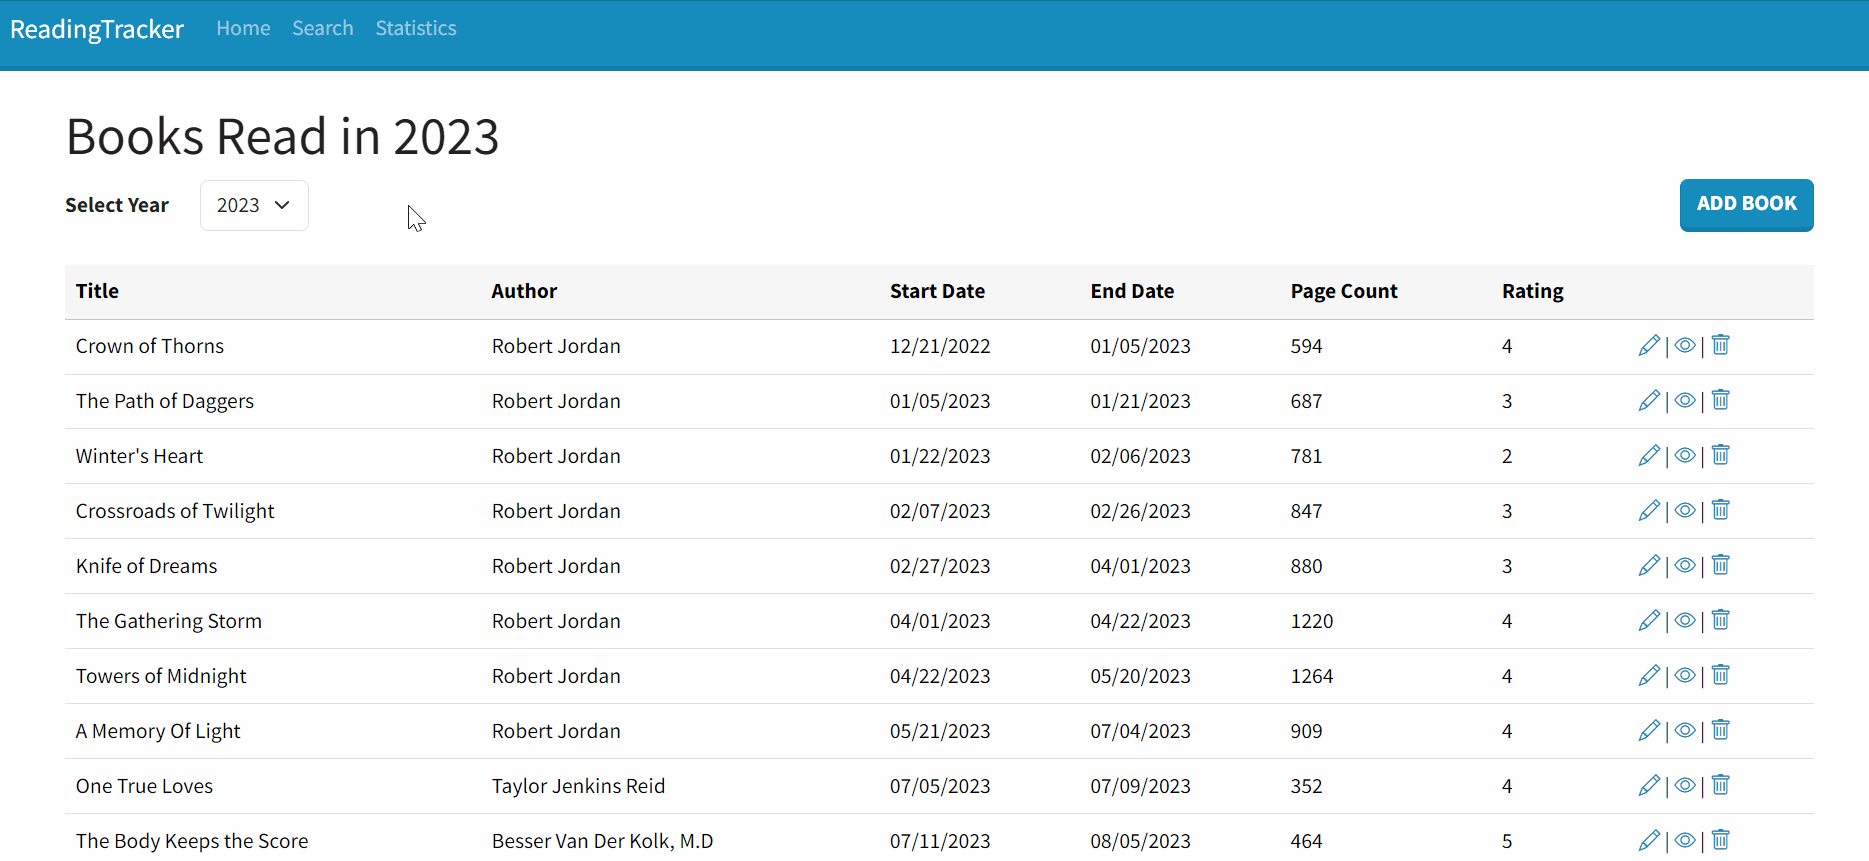 ReadingTracker Home Search Statistics
Books Read in 2023
Select Year 2023 ADD BOOK
Title Author Start Date End Date Page Count Rating
Crown of Thorns Robert Jordan 12/21/2022 01/05/2023 594 4
The Path of Daggers Robert Jordan 01/05/2023 01/21/2023 687 3
Winter's Heart Robert Jordan 01/22/2023 02/06/2023 781 2
Crossroads of Twilight Robert Jordan 02/07/2023 02/26/2023 847 3
Knife of Dreams Robert Jordan 02/27/2023 04/01/2023 880 3
The Gathering Storm Robert Jordan 04/01/2023 04/22/2023 1220 4
Towers of Midnight Robert Jordan 04/22/2023 05/20/2023 1264 4
A Memory Of Light Robert Jordan 05/21/2023 07/04/2023 909 4
One True Loves Taylor Jenkins Reid 07/05/2023 07/09/2023 352 4
The Body Keeps the Score Besser Van Der Kolk, M.D 07/11/2023 08/05/2023 464 5